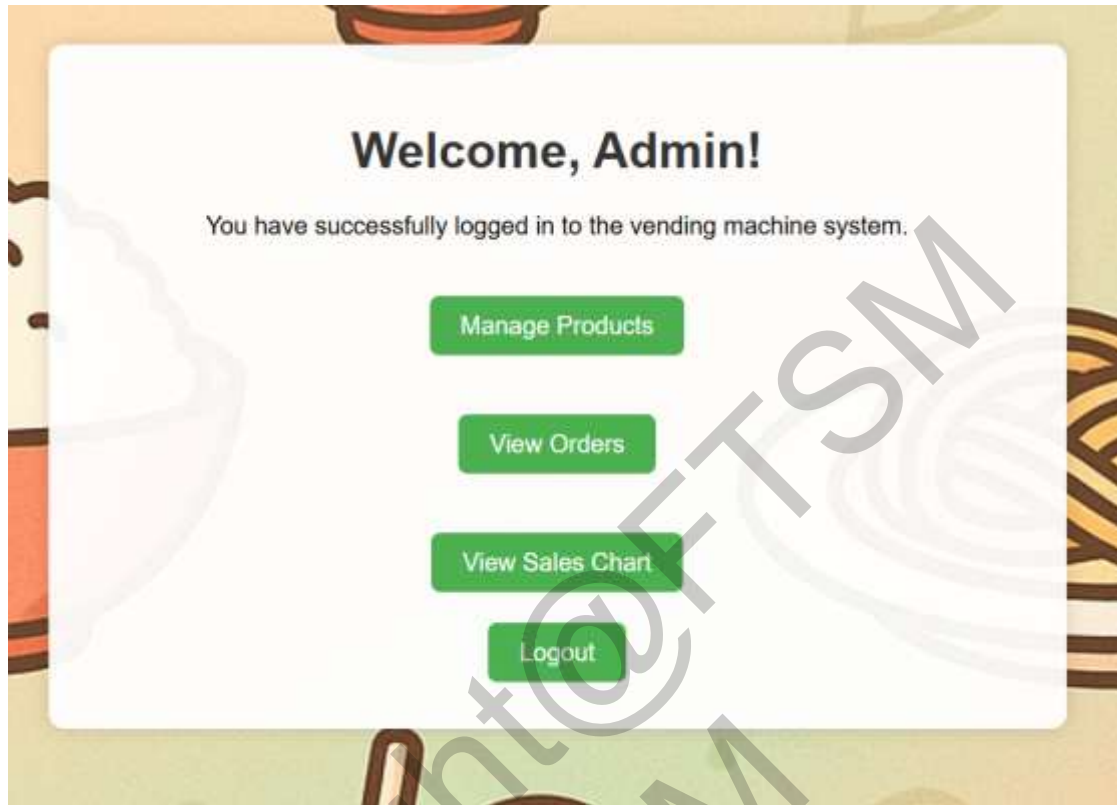 Welcome, Admin!
You have successfully logged in to the vending machine system.
Manage Products
View Orders
View Sales Chart
Logout
ht@FTSM
M